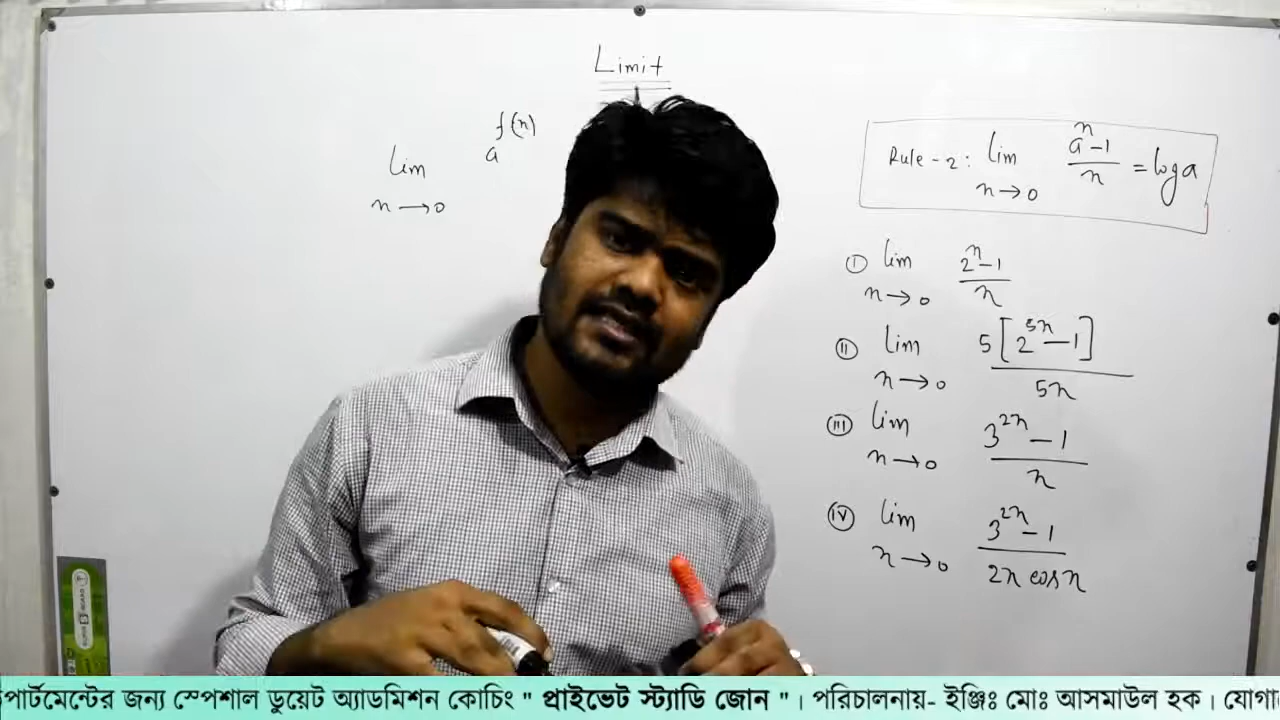 Limit
lim a^f(x)
x→0
Rule-2: lim a^x-1/x = log a
x→0
(i) lim 2^x-1/x
x→0
(ii) lim 5[2^5x-1]/5x
x→0
(iii) lim 3^2x-1/x
x→0
(iv) lim 3^2x-1/2x cosx
x→0
পার্টমেন্টের জন্য স্পেশাল ডুয়েট অ্যাডমিশন কোচিং " প্রাইভেট স্ট্যাডি জোন " । পরিচালনায়- ইঞ্জিঃ মোঃ আসমাউল হক । যোগা